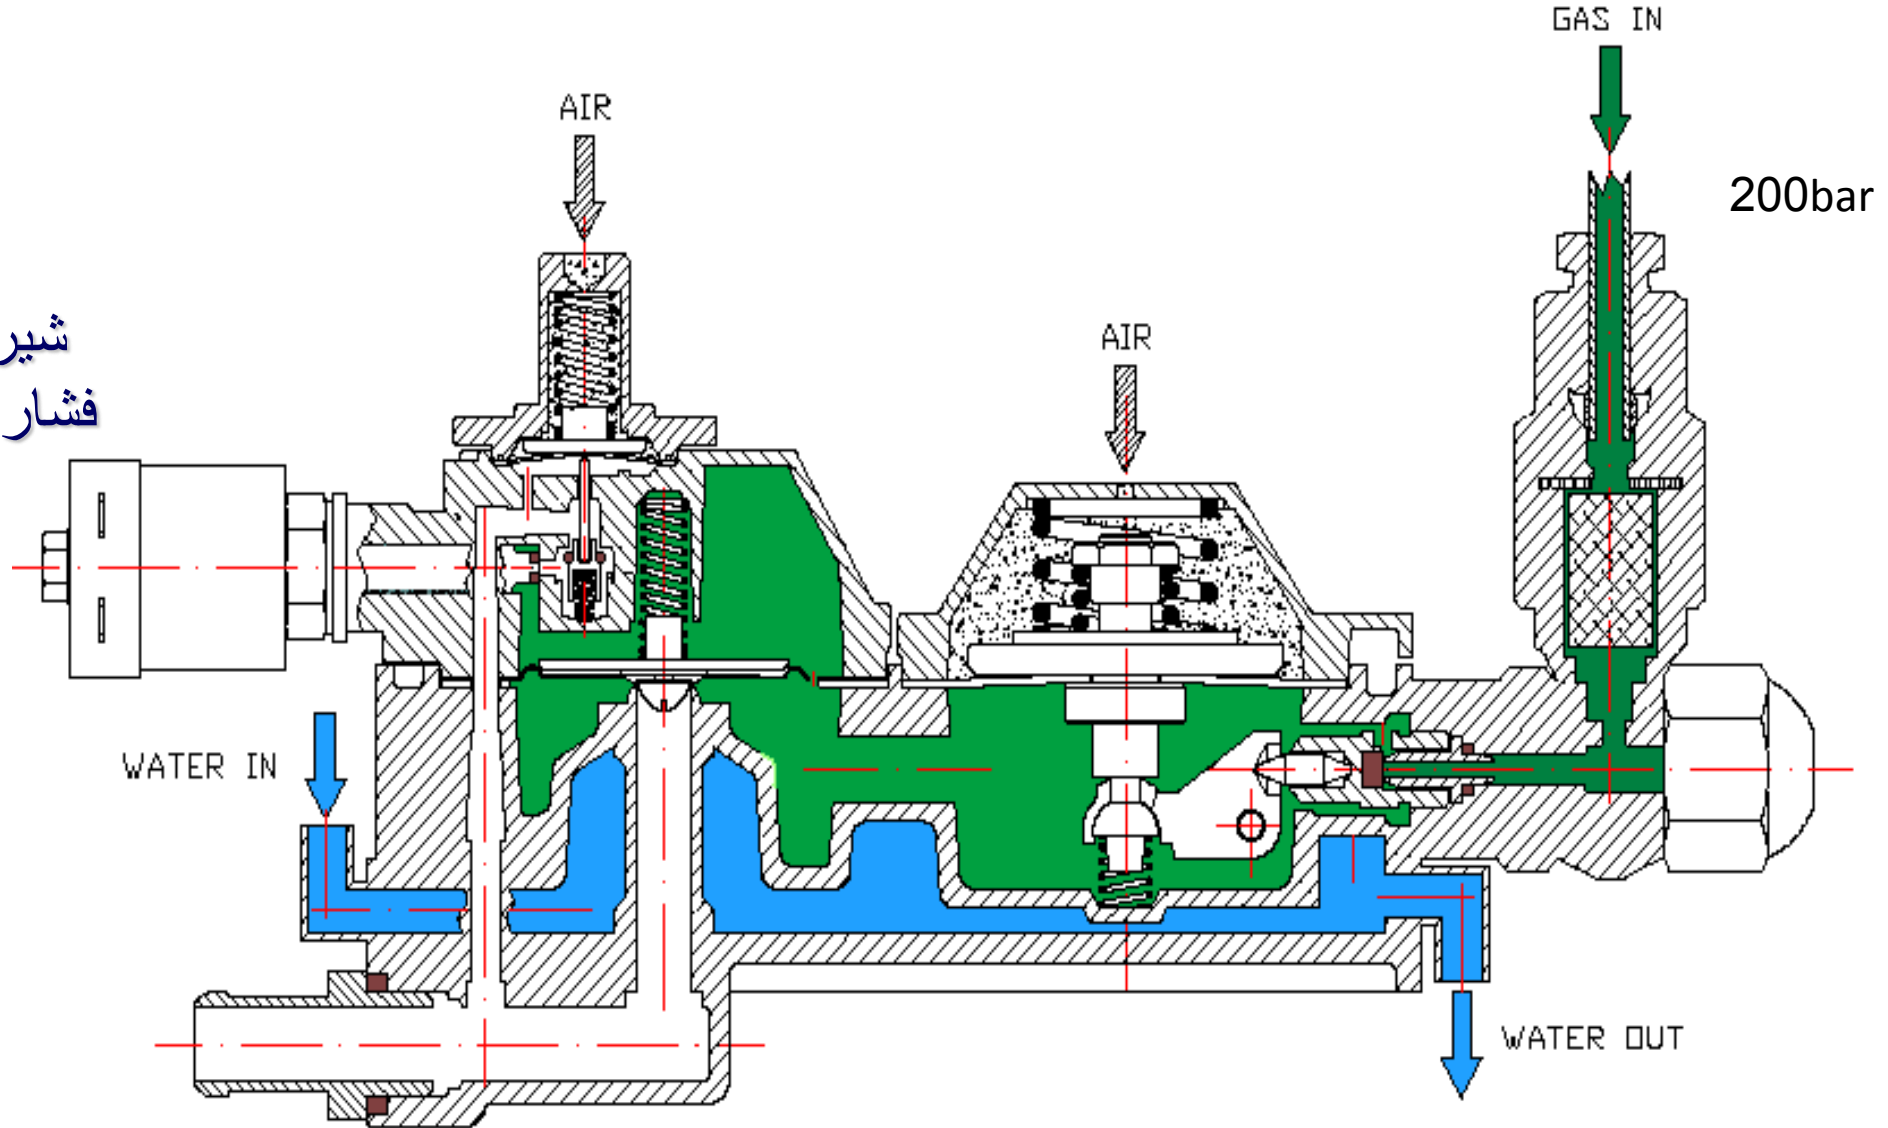 GAS IN
200bar
AIR
AIR
شیر
فشار
WATER IN
WATER OUT